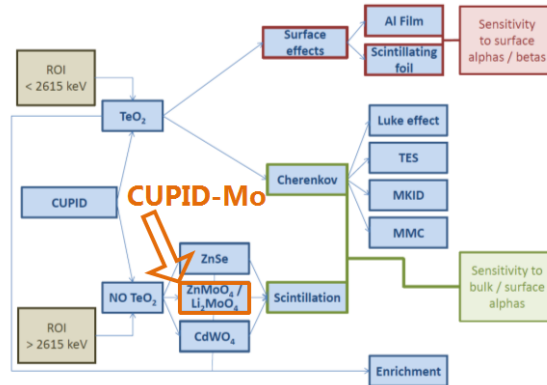 Al Film
Surface
effects
Scintillating
foil
Sensitivity
to surface
alphas / betas
ROI
< 2615 keV
TeO₂
Luke effect
TES
Cherenkov
MKID
MMC
CUPID
CUPID-Mo
ZnSe
NO TeO₂
ZnMoO₄ /
Li₂MoO₄
Scintillation
Sensitivity to
bulk / surface
alphas
ROI
> 2615 keV
CdWO₄
Enrichment